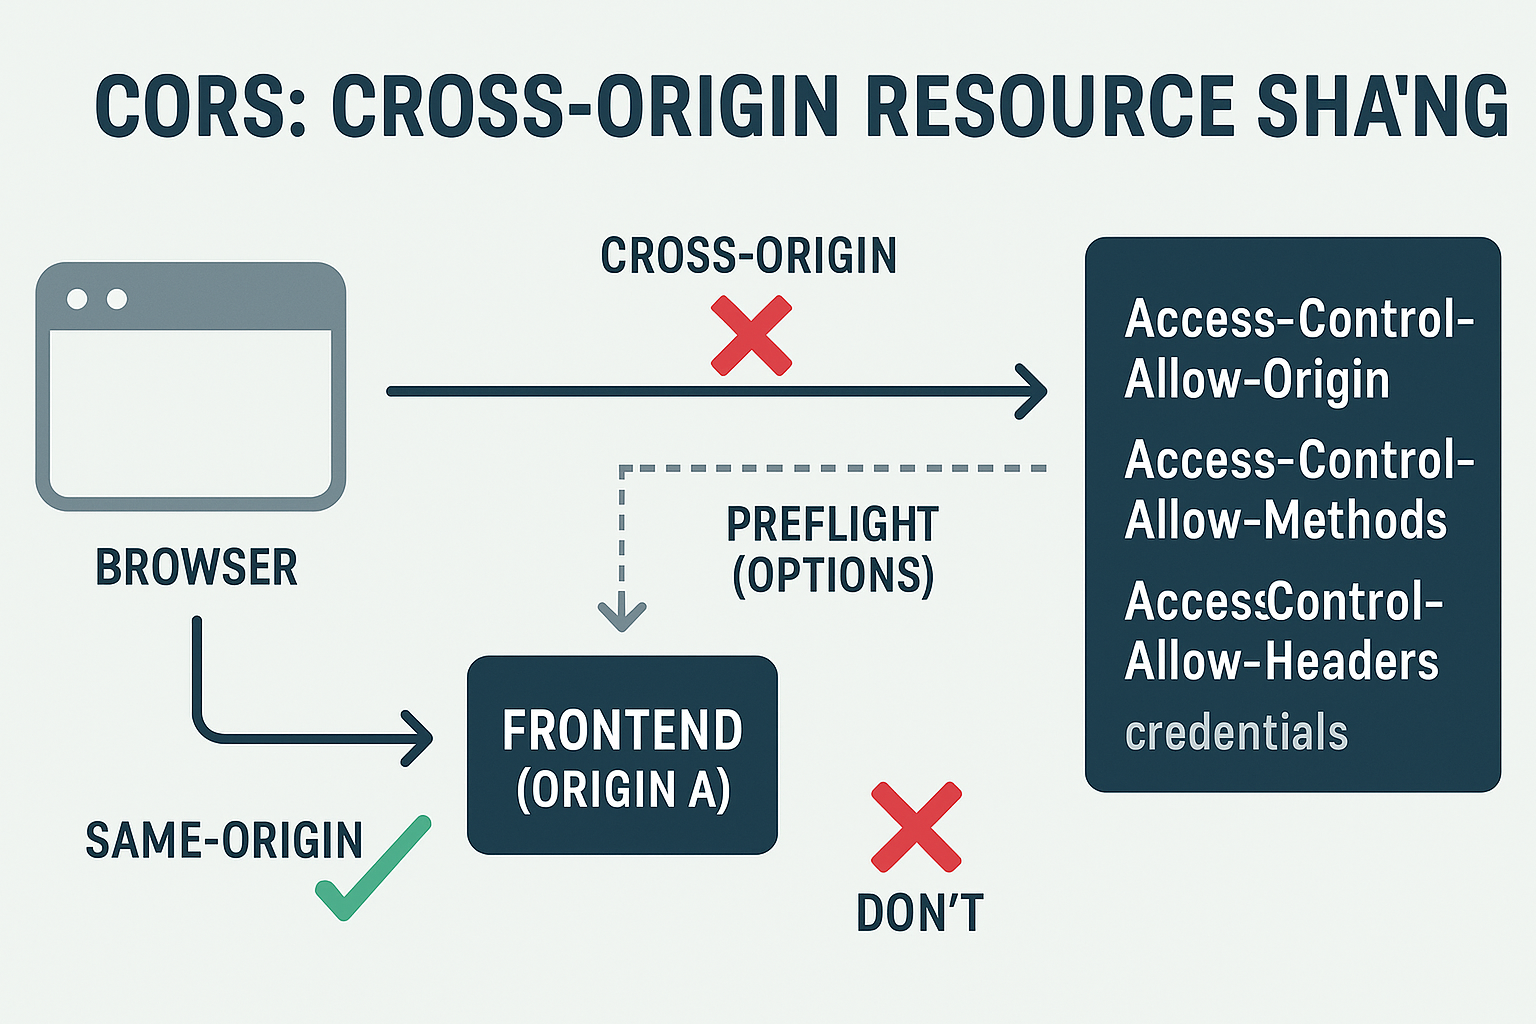 CORS: CROSS-ORIGIN RESOURCE SHA'NG
CROSS-ORIGIN
Access-Control-
Allow-Origin
Access-Control-
Allow-Methods
AccessControl-
Allow-Headers
credentials
PREFLIGHT
(OPTIONS)
BROWSER
FRONTEND
(ORIGIN A)
SAME-ORIGIN
DON'T